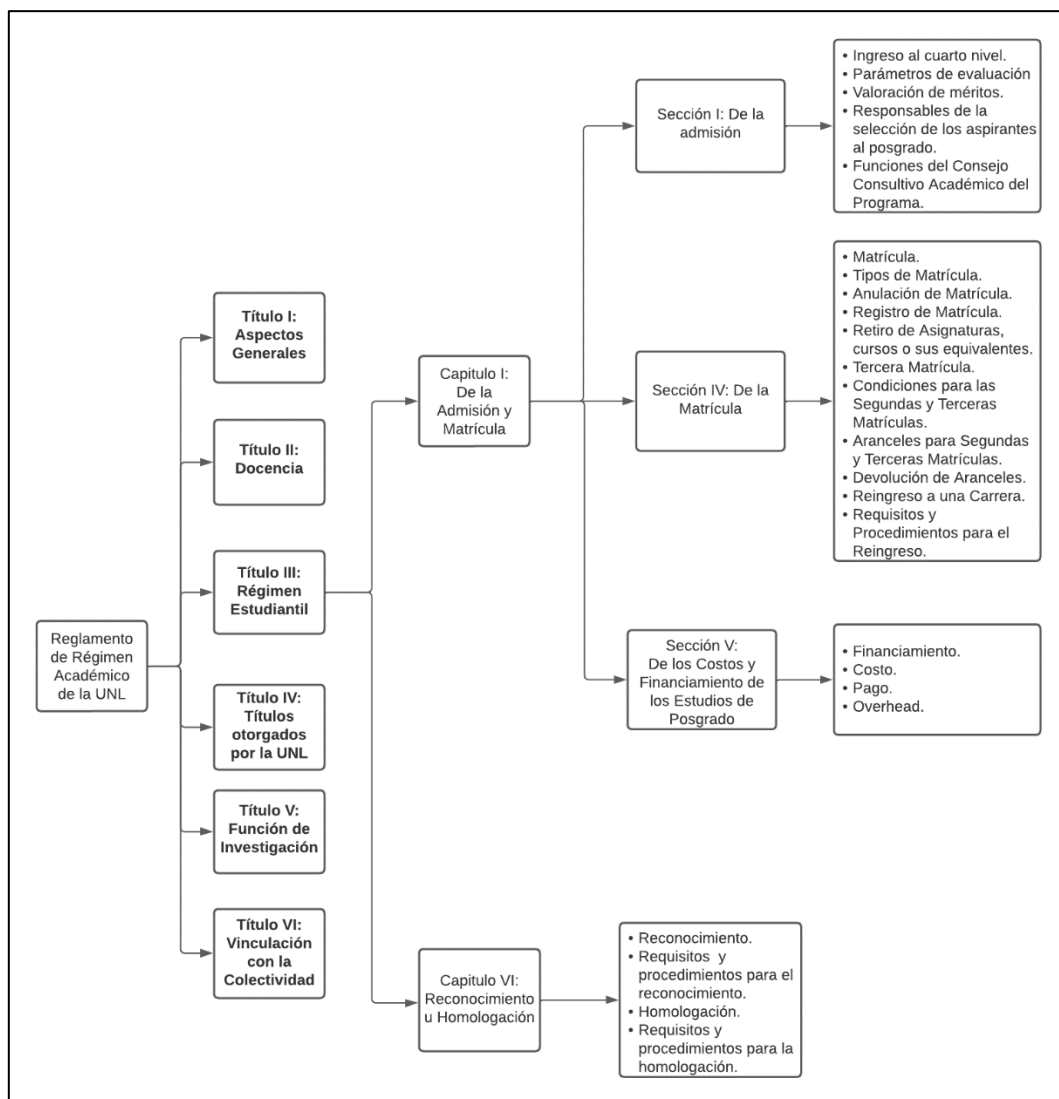 Reglamento
de Régimen
Académico
de la UNL
Título I:
Aspectos
Generales
Título II:
Docencia
Título III:
Régimen
Estudiantil
Título IV:
Títulos
otorgados
por la UNL
Título V:
Función de
Investigación
Título VI:
Vinculación
con la
Colectividad
Capitulo I:
De la
Admisión y
Matrícula
Capitulo VI:
Reconocimiento
u Homologación
Sección I: De la
admisión
Sección IV: De la
Matrícula
Sección V:
De los Costos y
Financiamiento de
los Estudios de
Posgrado
• Ingreso al cuarto nivel.
• Parámetros de evaluación
• Valoración de méritos.
• Responsables de la
selección de los aspirantes
al posgrado.
• Funciones del Consejo
Consultivo Académico del
Programa.
• Matrícula.
• Tipos de Matrícula.
• Anulación de Matrícula.
• Registro de Matrícula.
• Retiro de Asignaturas,
cursos o sus equivalentes.
• Tercera Matrícula.
• Condiciones para las
Segundas y Terceras
Matrículas.
• Aranceles para Segundas
y Terceras Matrículas.
• Devolución de Aranceles.
• Reingreso a una Carrera.
• Requisitos y
Procedimientos para el
Reingreso.
• Financiamiento.
• Costo.
• Pago.
• Overhead.
• Reconocimiento.
• Requisitos y
procedimientos para el
reconocimiento.
• Homologación.
• Requisitos y
procedimientos para la
homologación.